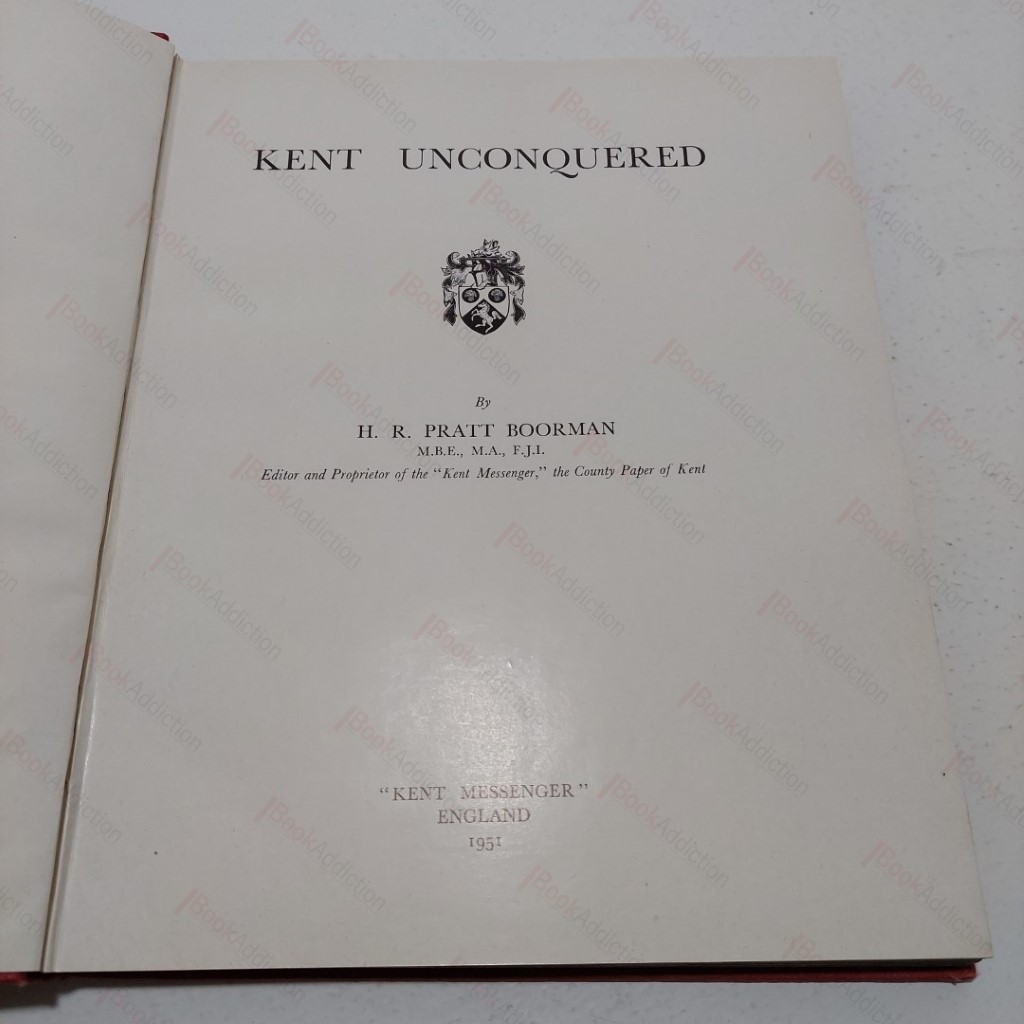 KENT UNCONQUERED
By
H. R. PRATT BOORMAN
M.B.E., M.A., F.J.I.
Editor and Proprietor of the "Kent Messenger," the County Paper of Kent
"KENT MESSENGER"
ENGLAND
1951
BookAddiction